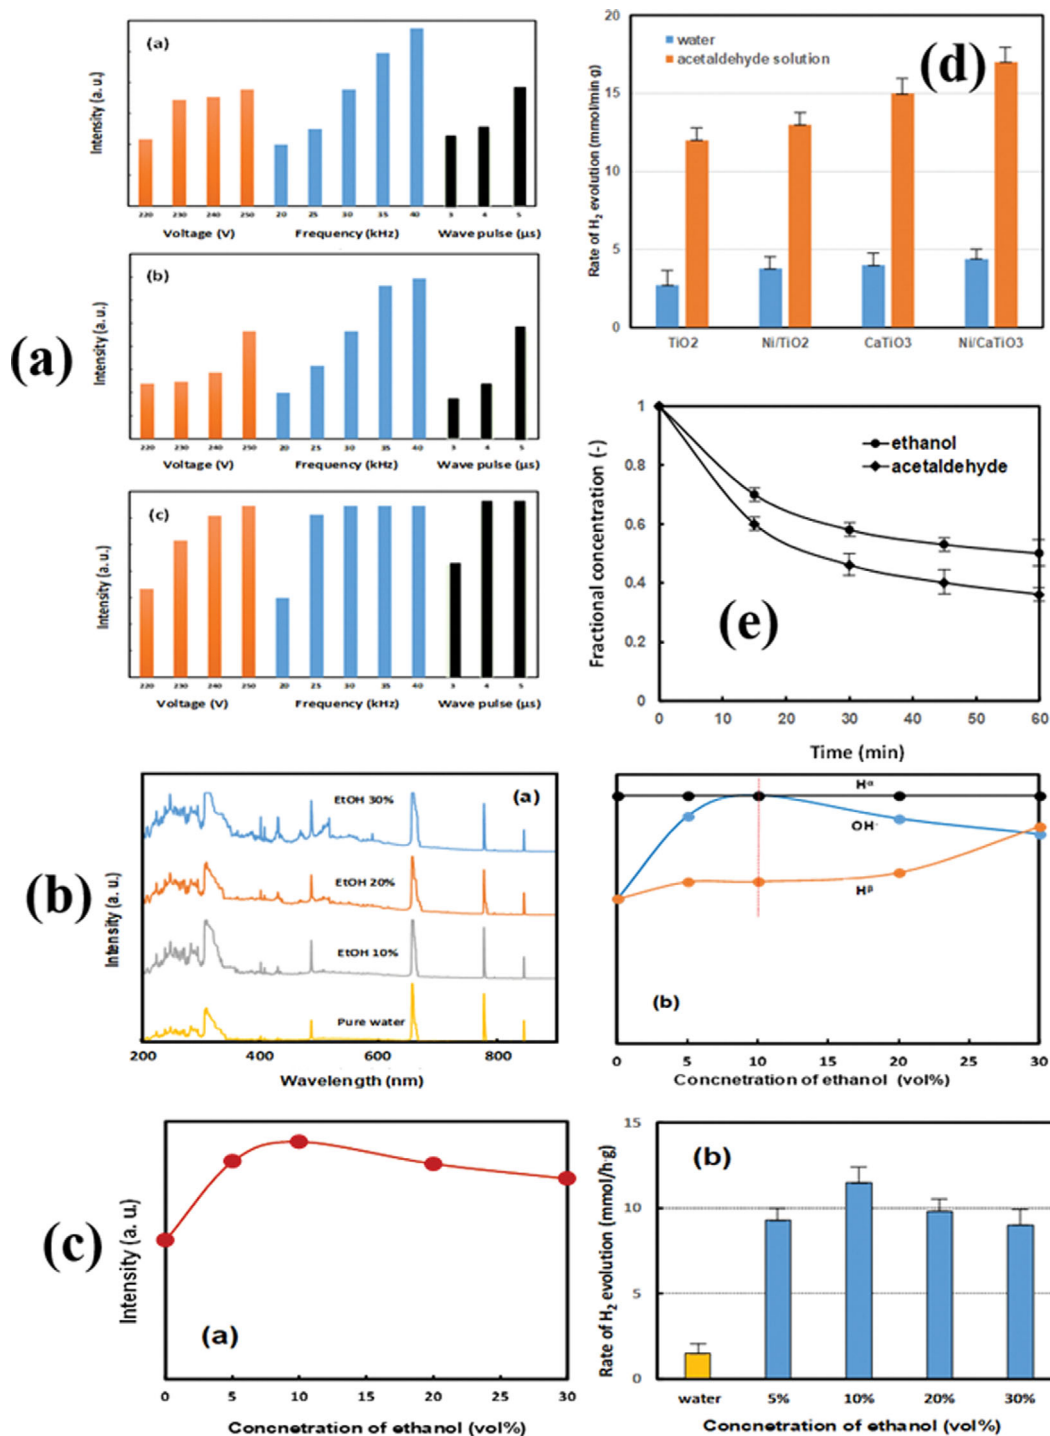 (a)
(a)
Intensity (a. u.)
220 230 240 250 20 25 30 35 40 3 4 5
Voltage (V) Frequency (kHz) Wave pulse (µs)
(b)
Intensity (a. u.)
220 230 240 250 20 25 30 35 40 3 4 5
Voltage (V) Frequency (kHz) Wave pulse (µs)
(c)
Intensity (a. u.)
220 230 240 250 20 25 30 35 40 3 4 5
Voltage (V) Frequency (kHz) Wave pulse (µs)
(d)
water
acetaldehyde solution
Rate of H2 evolution (mmol/min g)
20
15
10
5
0
TiO2 Ni/TiO2 CaTiO3 Ni/CaTiO3
(e)
ethanol
acetaldehyde
Fractional concentration (-)
1
0.8
0.6
0.4
0.2
0
0 10 20 30 40 50 60
Time (min)
(b)
(a)
EtOH 30%
EtOH 20%
EtOH 10%
Pure water
Intensity (a. u.)
200 400 600 800
Wavelength (nm)
Hα
OH·
Hβ
(b)
0 5 10 20 30
Concnetration of ethanol (vol%)
(c)
Intensity (a. u.)
(a)
0 5 10 15 20 25 30
Concnetration of ethanol (vol%)
(b)
Rate of H2 evolution (mmol/h·g)
15
10
5
0
water 5% 10% 20% 30%
Concnetration of ethanol (vol%)